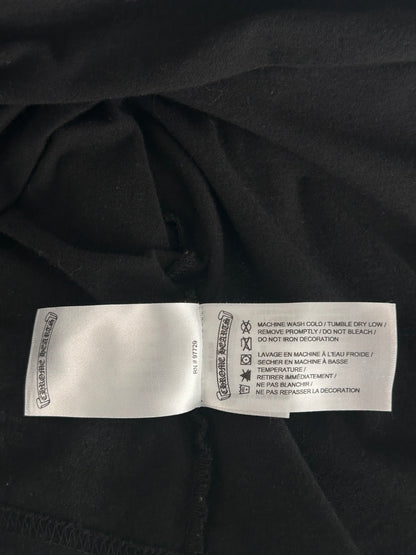 CHROME HEARTS
RN # 97729
CHROME HEARTS
MACHINE WASH COLD / TUMBLE DRY LOW /
REMOVE PROMPTLY / DO NOT BLEACH /
DO NOT IRON DECORATION
LAVAGE EN MACHINE À L'EAU FROIDE /
SECHER EN MACHINE À BASSE
TEMPERATURE /
RETIRER IMMÉDIATEMENT /
NE PAS BLANCHIR /
NE PAS REPASSER LA DECORATION